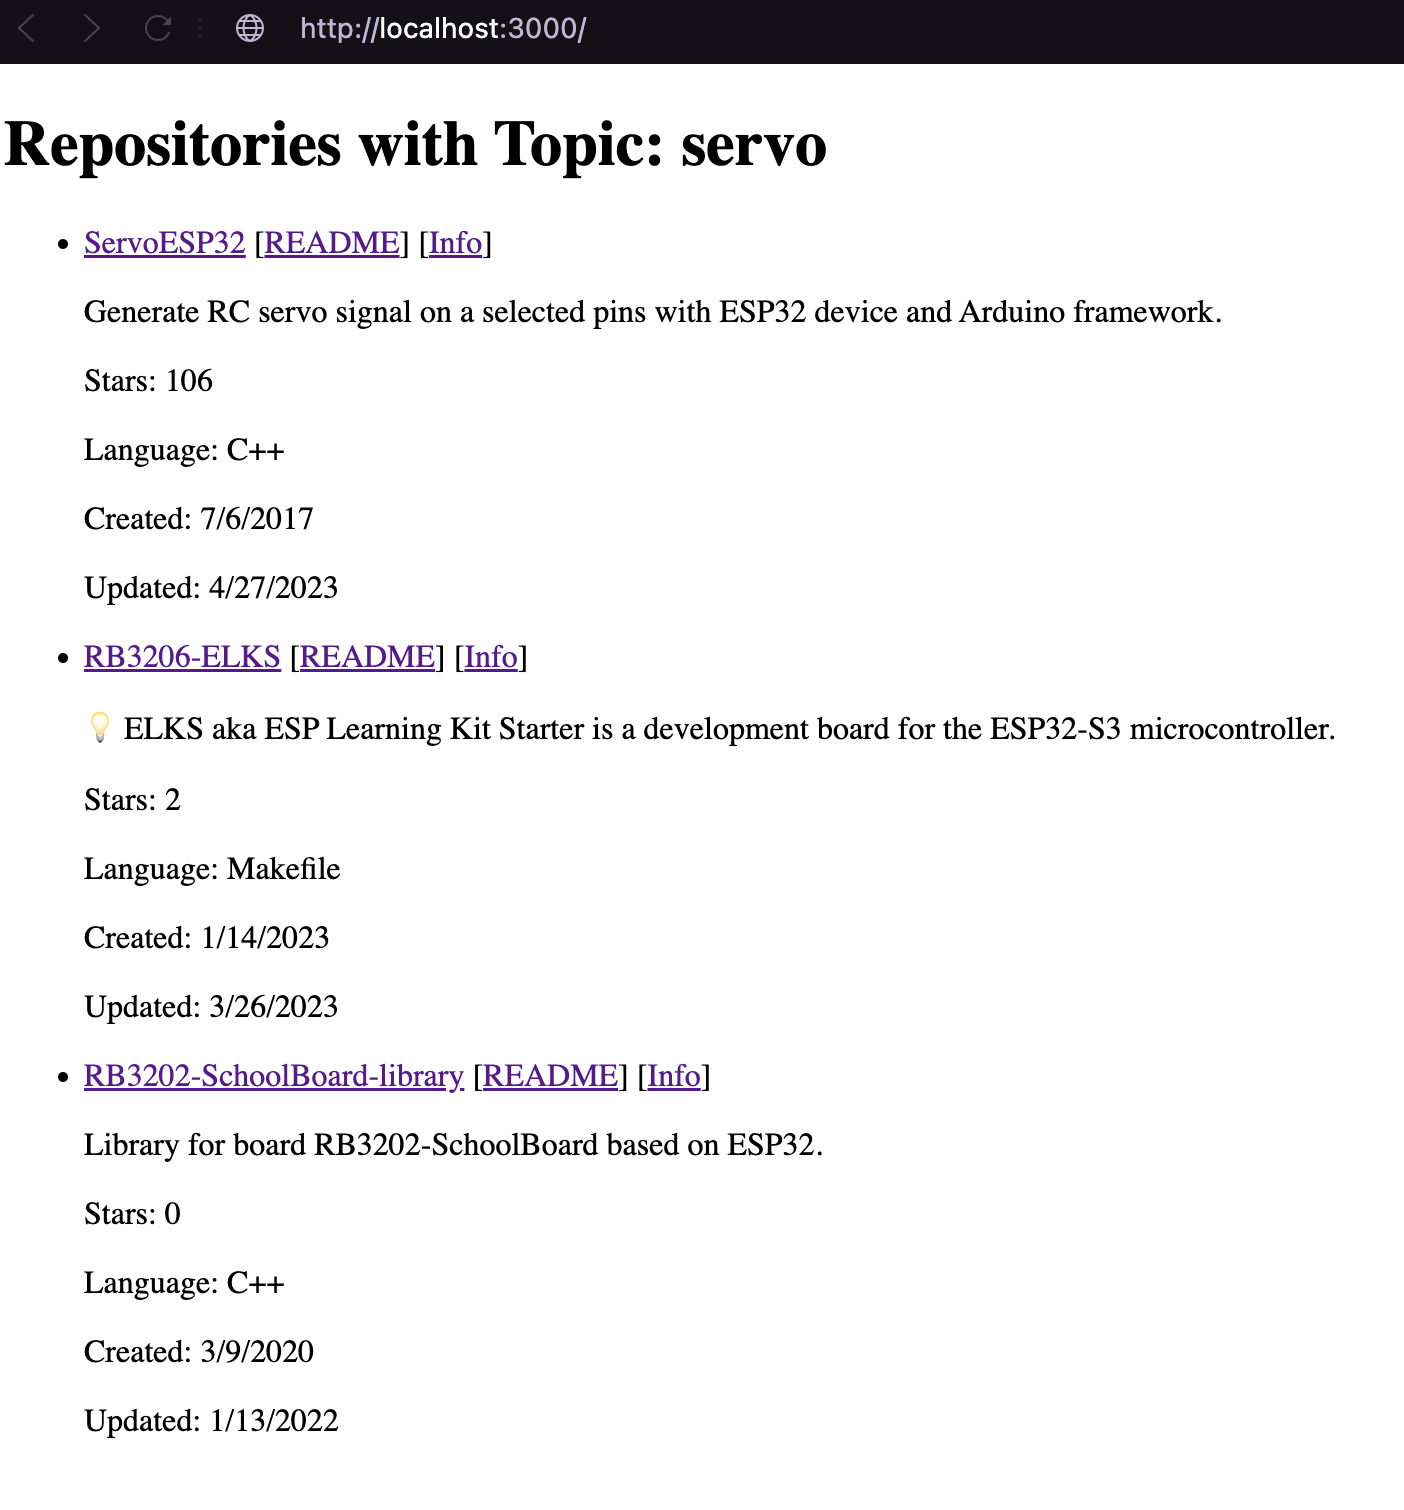 http://localhost:3000/
Repositories with Topic: servo
• ServoESP32 [README] [Info]
Generate RC servo signal on a selected pins with ESP32 device and Arduino framework.
Stars: 106
Language: C++
Created: 7/6/2017
Updated: 4/27/2023
• RB3206-ELKS [README] [Info]
💡 ELKS aka ESP Learning Kit Starter is a development board for the ESP32-S3 microcontroller.
Stars: 2
Language: Makefile
Created: 1/14/2023
Updated: 3/26/2023
• RB3202-SchoolBoard-library [README] [Info]
Library for board RB3202-SchoolBoard based on ESP32.
Stars: 0
Language: C++
Created: 3/9/2020
Updated: 1/13/2022